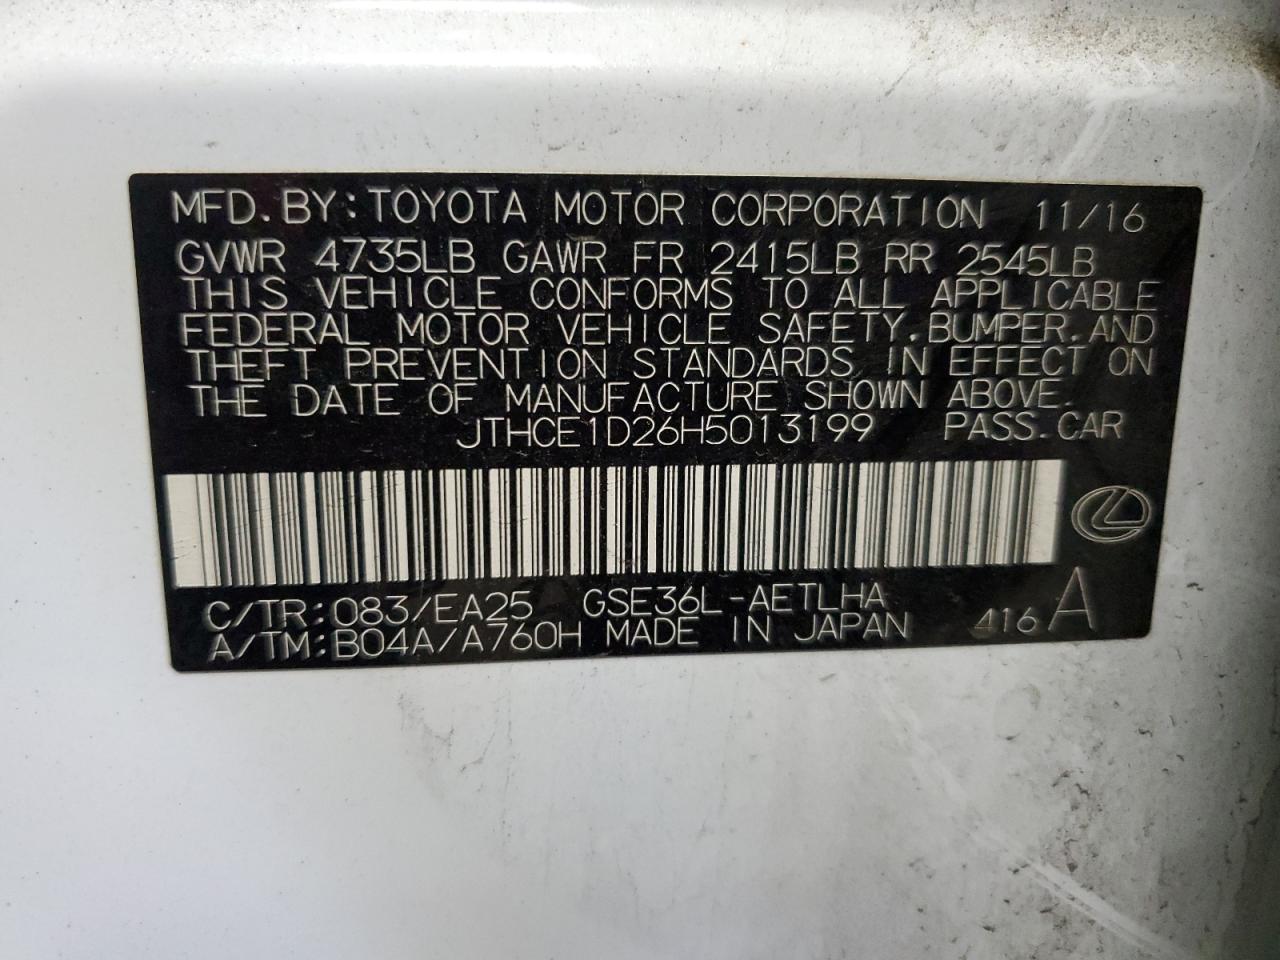 MFD. BY: TOYOTA MOTOR CORPORATION 11/16
GVWR 4735LB GAWR FR 2415LB RR 2545LB
THIS VEHICLE CONFORMS TO ALL APPLICABLE
FEDERAL MOTOR VEHICLE SAFETY, BUMPER, AND
THEFT PREVENTION STANDARDS IN EFFECT ON
THE DATE OF MANUFACTURE SHOWN ABOVE.
JTHCE1D26H5013199 PASS. CAR
C/TR: 083/EA25 GSE36L-AETLHA
A/TM: B04A/A760H MADE IN JAPAN 416 A